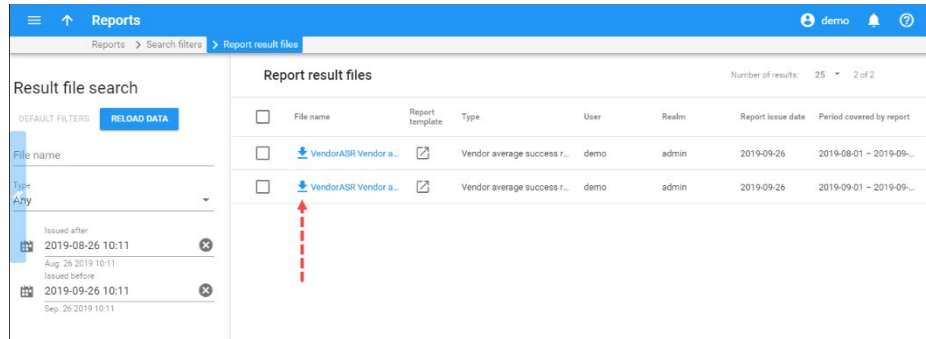 Reports
demo
Reports > Search filters > Report result files
Result file search
DEFAULT FILTERS
RELOAD DATA
File name
Type
Any
Issued after
2019-08-26 10:11
Aug. 26 2019 10:11
Issued before
2019-09-26 10:11
Sep. 26 2019 10:11
Report result files
Number of results: 25 2 of 2
File name Report template Type User Realm Report issue date Period covered by report
VendorASR Vendor a... Vendor average success r... demo admin 2019-09-26 2019-08-01 – 2019-09-...
VendorASR Vendor a... Vendor average success r... demo admin 2019-09-26 2019-09-01 – 2019-09-...